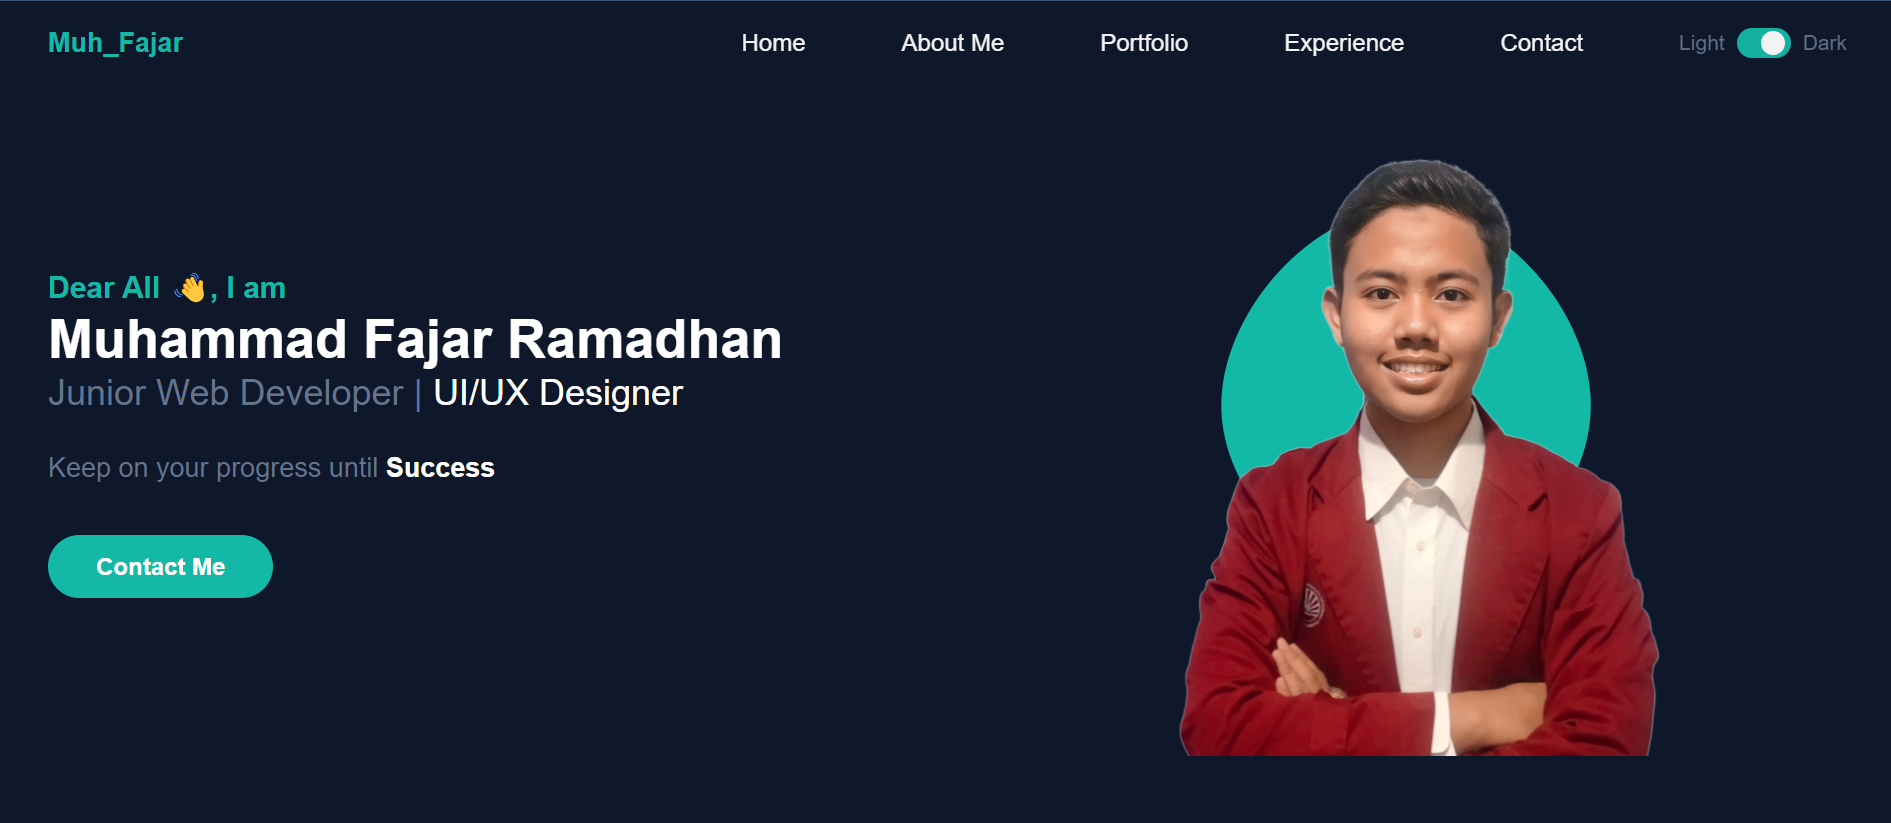 Muh_Fajar
Home About Me Portfolio Experience Contact Light Dark
Dear All 👋, I am
Muhammad Fajar Ramadhan
Junior Web Developer | UI/UX Designer
Keep on your progress until Success
Contact Me